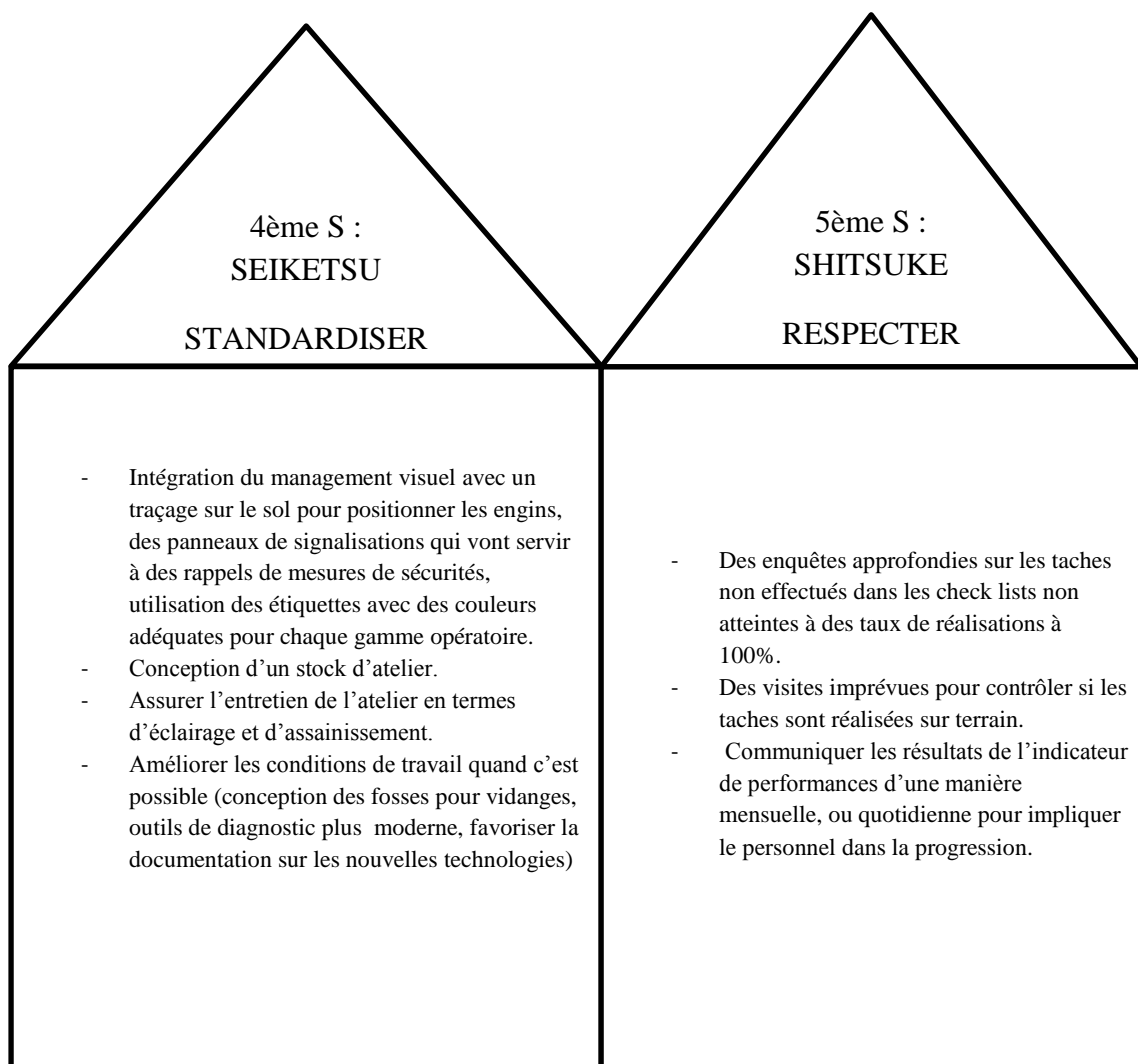 4ème S :
SEIKETSU
STANDARDISER
- Intégration du management visuel avec un
traçage sur le sol pour positionner les engins,
des panneaux de signalisations qui vont servir
à des rappels de mesures de sécurités,
utilisation des étiquettes avec des couleurs
adéquates pour chaque gamme opératoire.
- Conception d’un stock d’atelier.
- Assurer l’entretien de l’atelier en termes
d’éclairage et d’assainissement.
- Améliorer les conditions de travail quand c’est
possible (conception des fosses pour vidanges,
outils de diagnostic plus moderne, favoriser la
documentation sur les nouvelles technologies)
5ème S :
SHITSUKE
RESPECTER
- Des enquêtes approfondies sur les taches
non effectués dans les check lists non
atteintes à des taux de réalisations à
100%.
- Des visites imprévues pour contrôler si les
taches sont réalisées sur terrain.
- Communiquer les résultats de l’indicateur
de performances d’une manière
mensuelle, ou quotidienne pour impliquer
le personnel dans la progression.